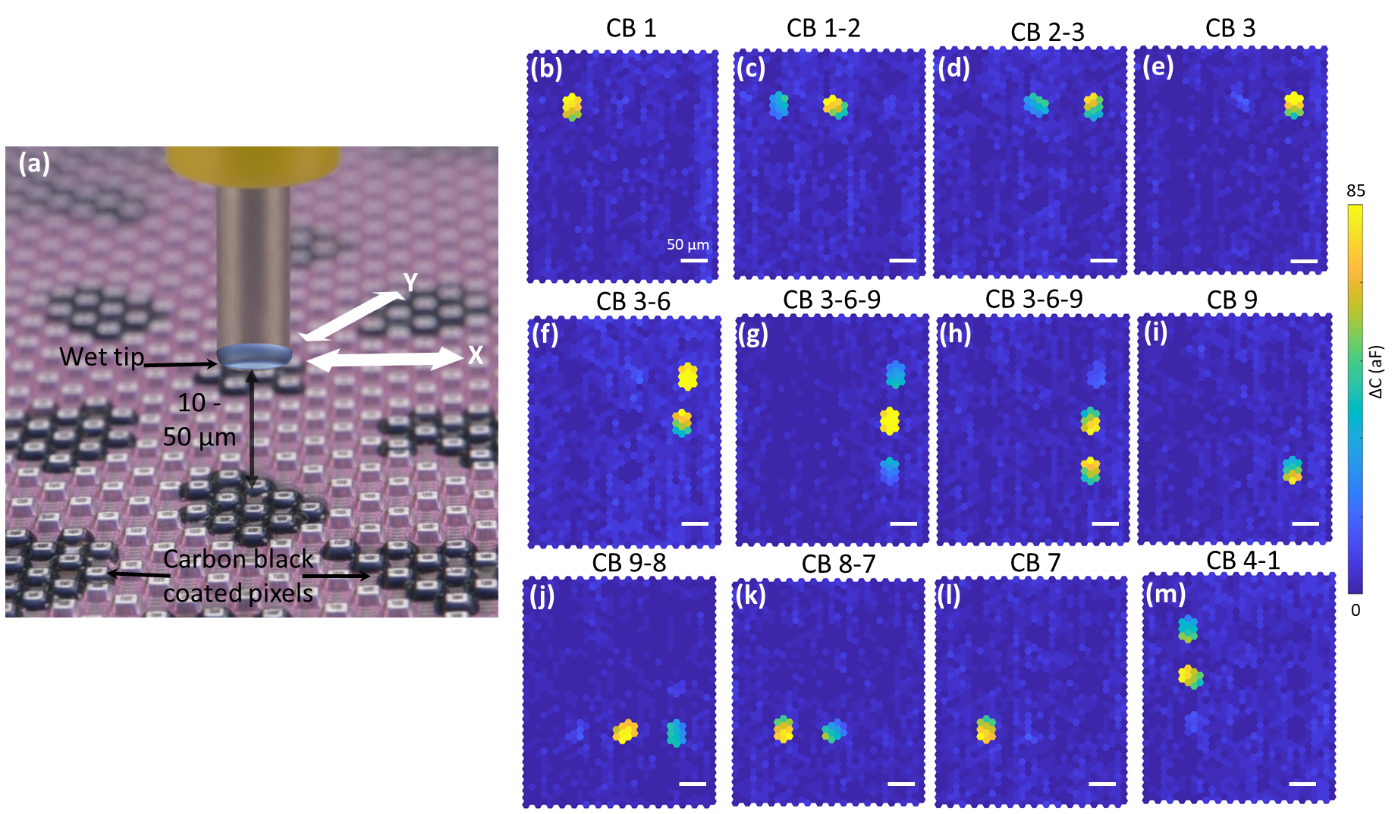 (a)
Y
X
Wet tip
10 -
50 μm
Carbon black
coated pixels
CB 1
CB 1-2
CB 2-3
CB 3
(b)
(c)
(d)
(e)
50 μm
CB 3-6
CB 3-6-9
CB 3-6-9
CB 9
(f)
(g)
(h)
(i)
CB 9-8
CB 8-7
CB 7
CB 4-1
(j)
(k)
(l)
(m)
85
ΔC (aF)
0